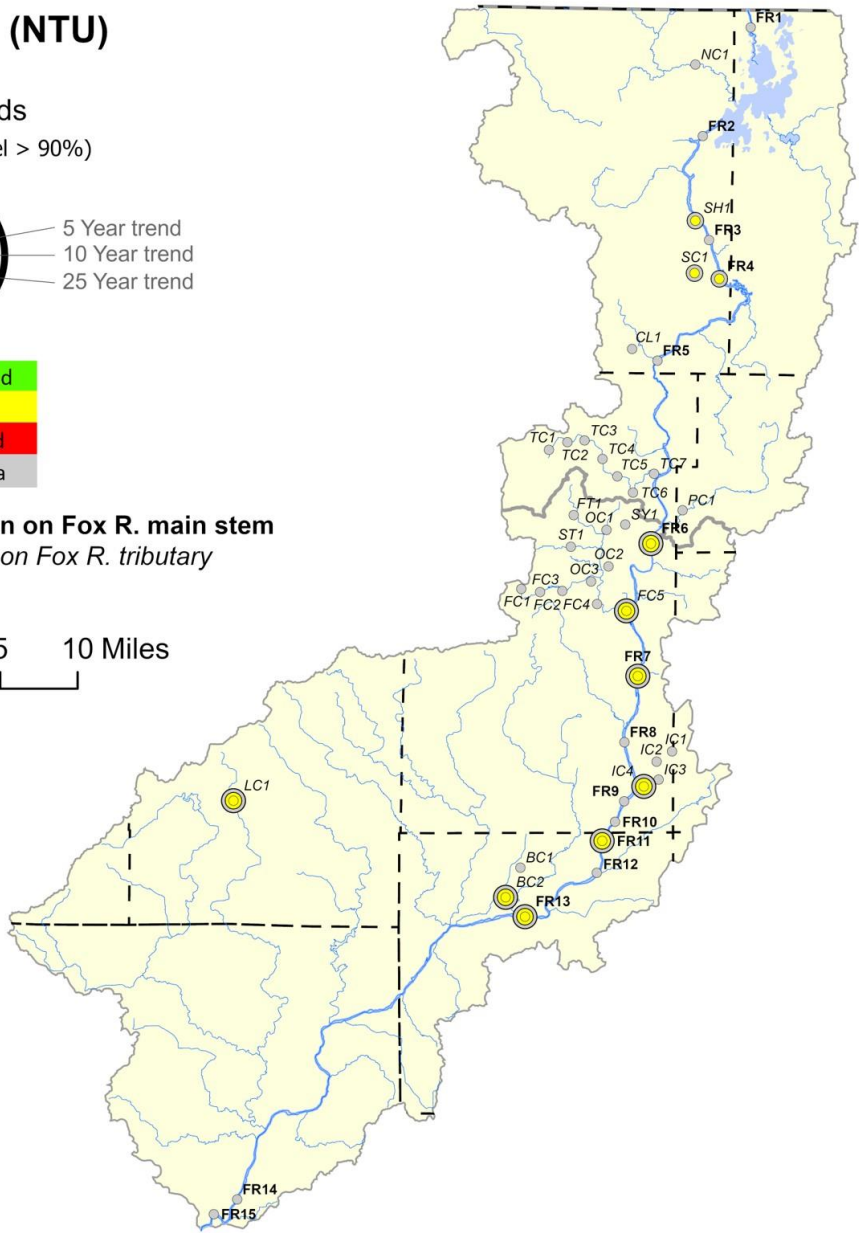 (NTU)
ds
el > 90%)
5 Year trend
10 Year trend
25 Year trend
d
d
a
n on Fox R. main stem
on Fox R. tributary
5 10 Miles
FR1
NC1
FR2
SH1
FR3
SC1
FR4
CL1
FR5
TC1
TC2
TC3
TC4
TC5
TC7
TC6
PC1
FT1
OC1
SY1
FR6
ST1
OC2
OC3
FC3
FC1
FC2
FC4
FC5
FR7
FR8
IC1
IC2
IC4
IC3
LC1
FR9
FR10
FR11
BC1
FR12
BC2
FR13
FR14
FR15